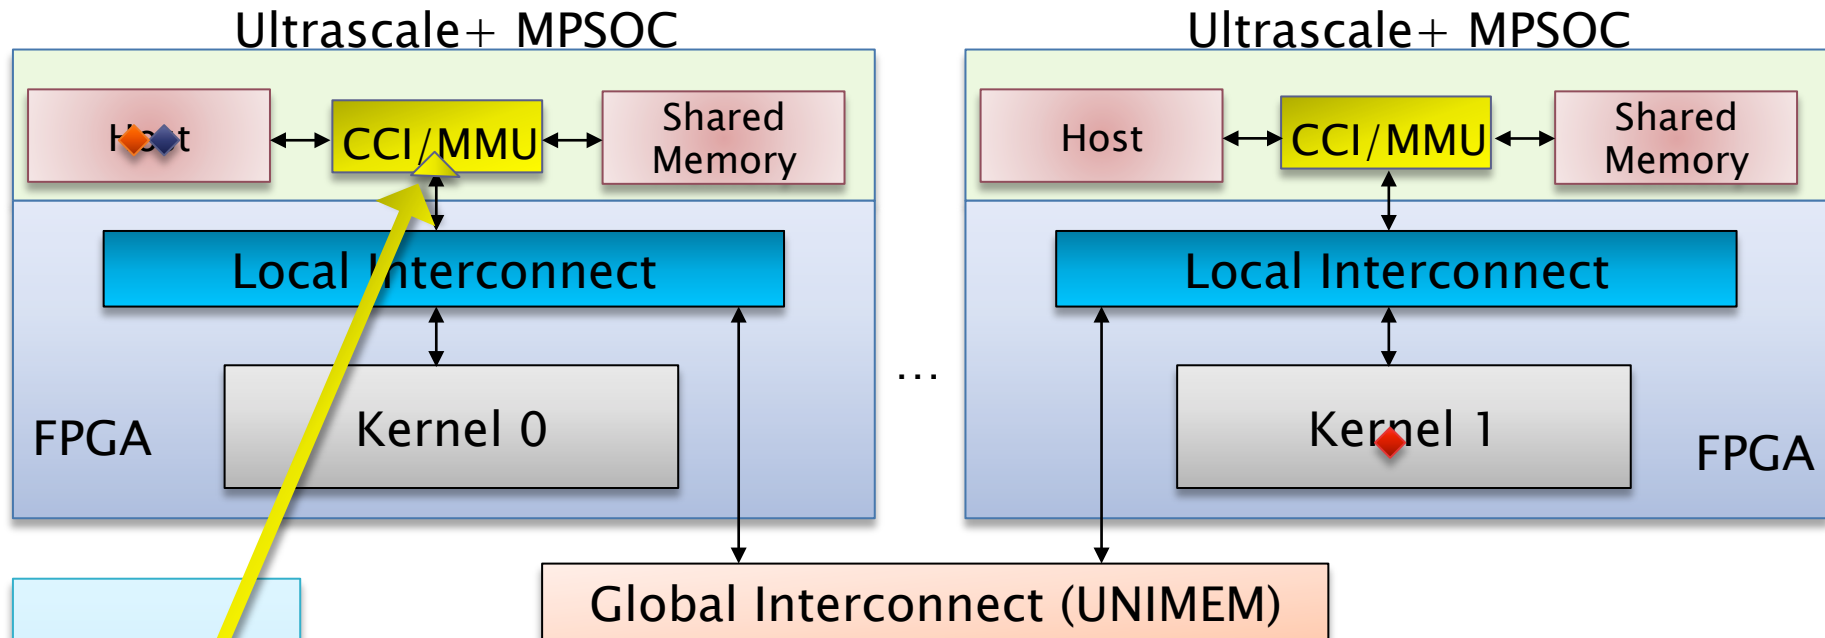 Ultrascale+ MPSOC
Host
CCI/MMU
Shared
Memory
Local Interconnect
Kernel 0
FPGA
...
Ultrascale+ MPSOC
Host
CCI/MMU
Shared
Memory
Local Interconnect
Kernel 1
FPGA
Global Interconnect (UNIMEM)